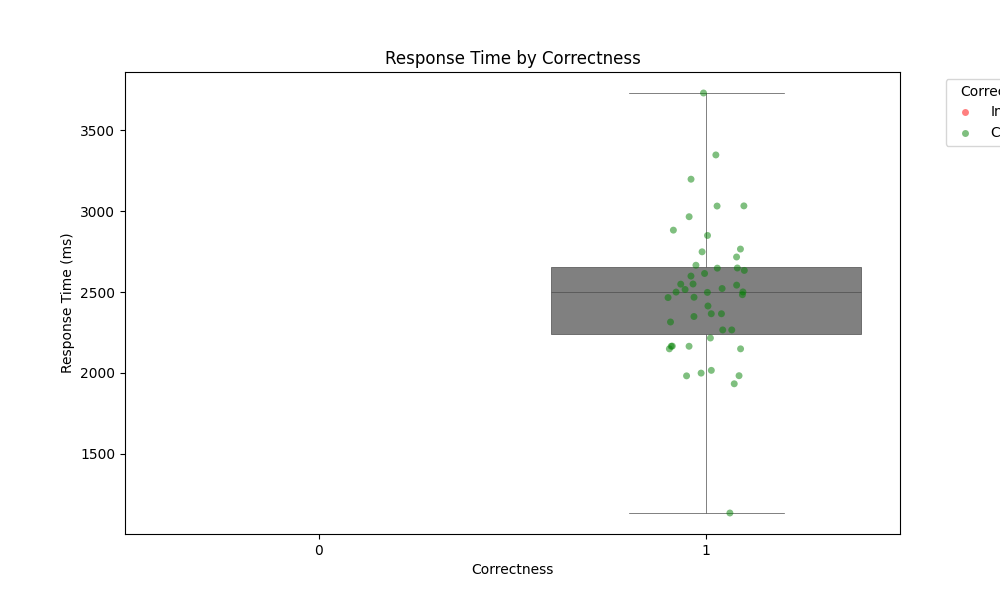 Response Time by Correctness
Response Time (ms)
3500
3000
2500
2000
1500
0
1
Correctness
Correc
In
C